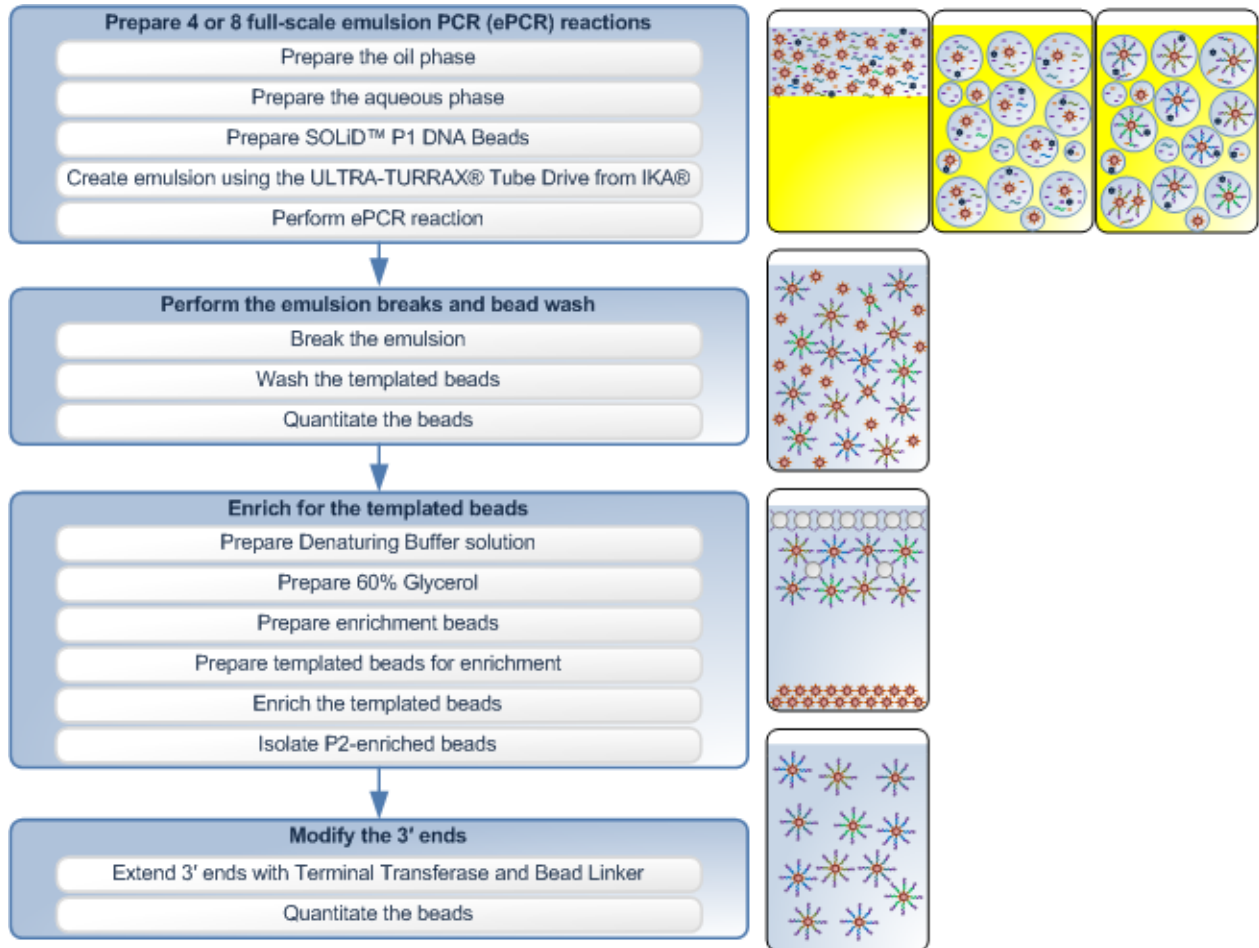 Prepare 4 or 8 full-scale emulsion PCR (ePCR) reactions
Prepare the oil phase
Prepare the aqueous phase
Prepare SOLiD™ P1 DNA Beads
Create emulsion using the ULTRA-TURRAX® Tube Drive from IKA®
Perform ePCR reaction
Perform the emulsion breaks and bead wash
Break the emulsion
Wash the templated beads
Quantitate the beads
Enrich for the templated beads
Prepare Denaturing Buffer solution
Prepare 60% Glycerol
Prepare enrichment beads
Prepare templated beads for enrichment
Enrich the templated beads
Isolate P2-enriched beads
Modify the 3′ ends
Extend 3′ ends with Terminal Transferase and Bead Linker
Quantitate the beads